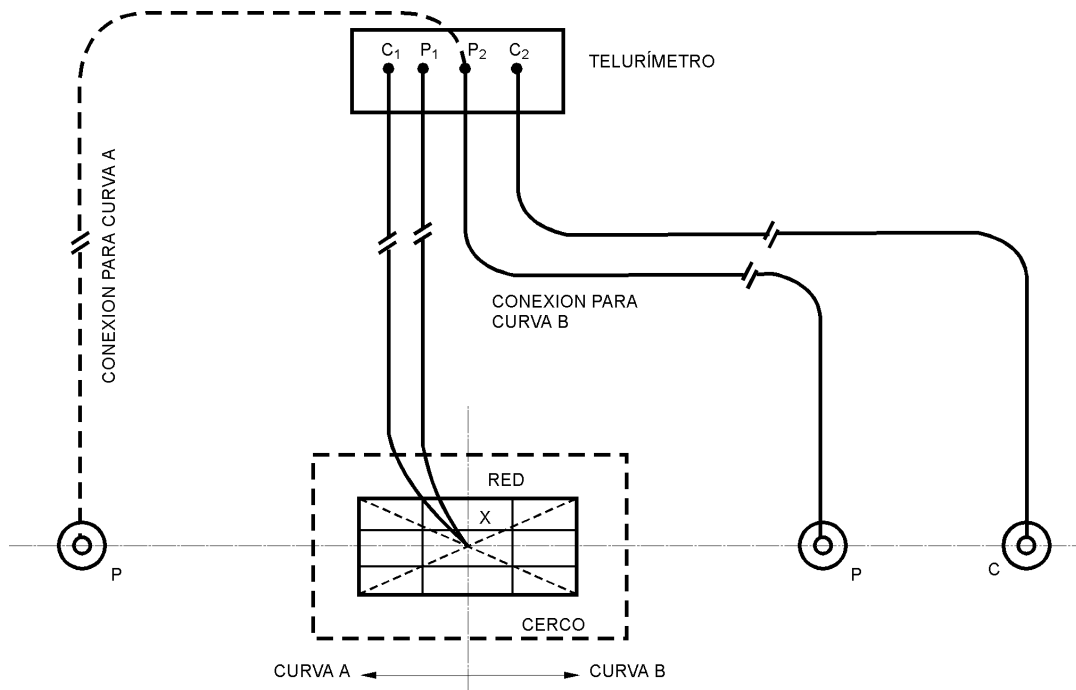 C1 P1 P2 C2
TELURÍMETRO
CONEXION PARA CURVA A
CONEXION PARA
CURVA B
RED
X
P
P
C
CERCO
CURVA A
CURVA B